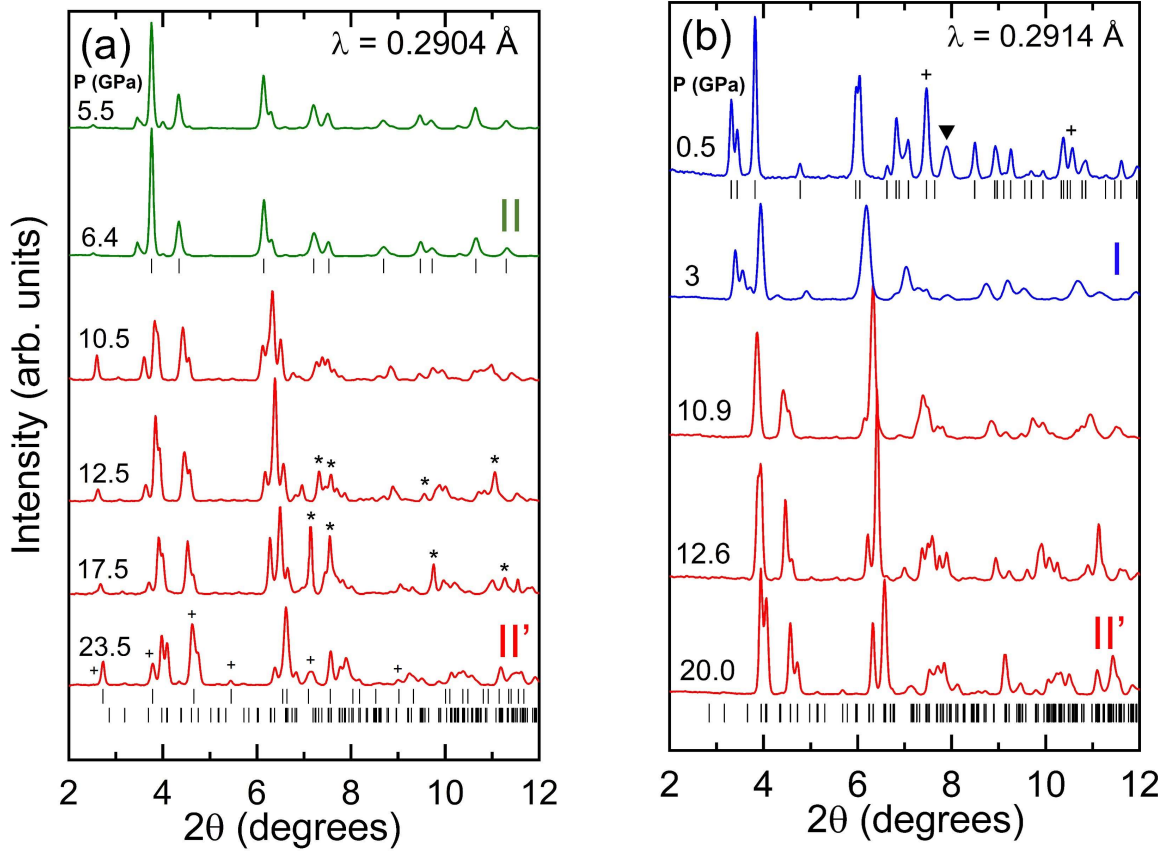 (a) λ = 0.2904 Å
P (GPa)
5.5
6.4
II
10.5
12.5
* * * *
17.5
* * * *
23.5
+ + + + + +
II'
2 4 6 8 10 12
2θ (degrees)
Intensity (arb. units)
(b) λ = 0.2914 Å
P (GPa)
0.5
+ ▼ +
3
I
10.9
12.6
20.0
II'
2 4 6 8 10 12
2θ (degrees)